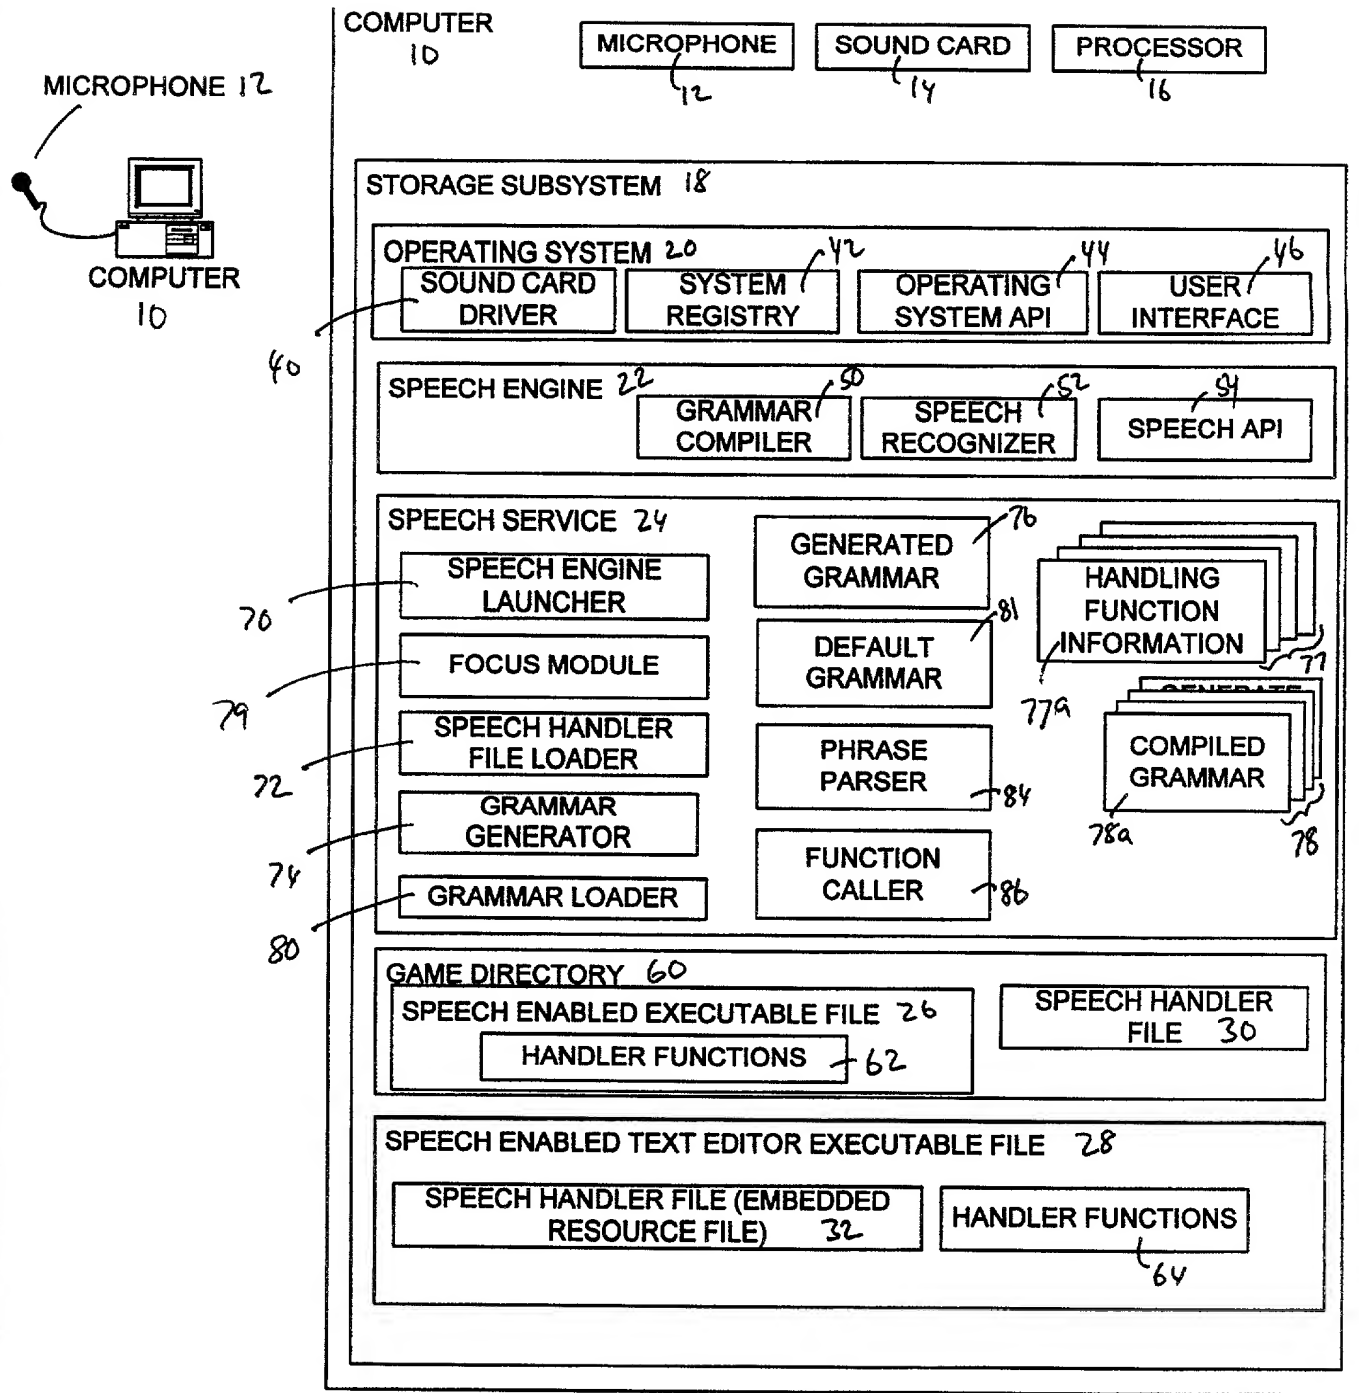 COMPUTER
10
MICROPHONE
12
SOUND CARD
14
PROCESSOR
16
MICROPHONE 12
COMPUTER
10
STORAGE SUBSYSTEM 18
OPERATING SYSTEM 20
SOUND CARD
DRIVER
40
SYSTEM
REGISTRY
42
OPERATING
SYSTEM API
44
USER
INTERFACE
46
SPEECH ENGINE 22
GRAMMAR
COMPILER
50
SPEECH
RECOGNIZER
52
SPEECH API
54
SPEECH SERVICE 24
SPEECH ENGINE
LAUNCHER
70
FOCUS MODULE
79
SPEECH HANDLER
FILE LOADER
72
GRAMMAR
GENERATOR
74
GRAMMAR LOADER
80
GENERATED
GRAMMAR
76
DEFAULT
GRAMMAR
81
PHRASE
PARSER
84
FUNCTION
CALLER
86
HANDLING
FUNCTION
INFORMATION
77
77a
GENERATE
COMPILED
GRAMMAR
78a
78
GAME DIRECTORY 60
SPEECH ENABLED EXECUTABLE FILE 26
HANDLER FUNCTIONS
62
SPEECH HANDLER
FILE 30
SPEECH ENABLED TEXT EDITOR EXECUTABLE FILE 28
SPEECH HANDLER FILE (EMBEDDED
RESOURCE FILE) 32
HANDLER FUNCTIONS
64